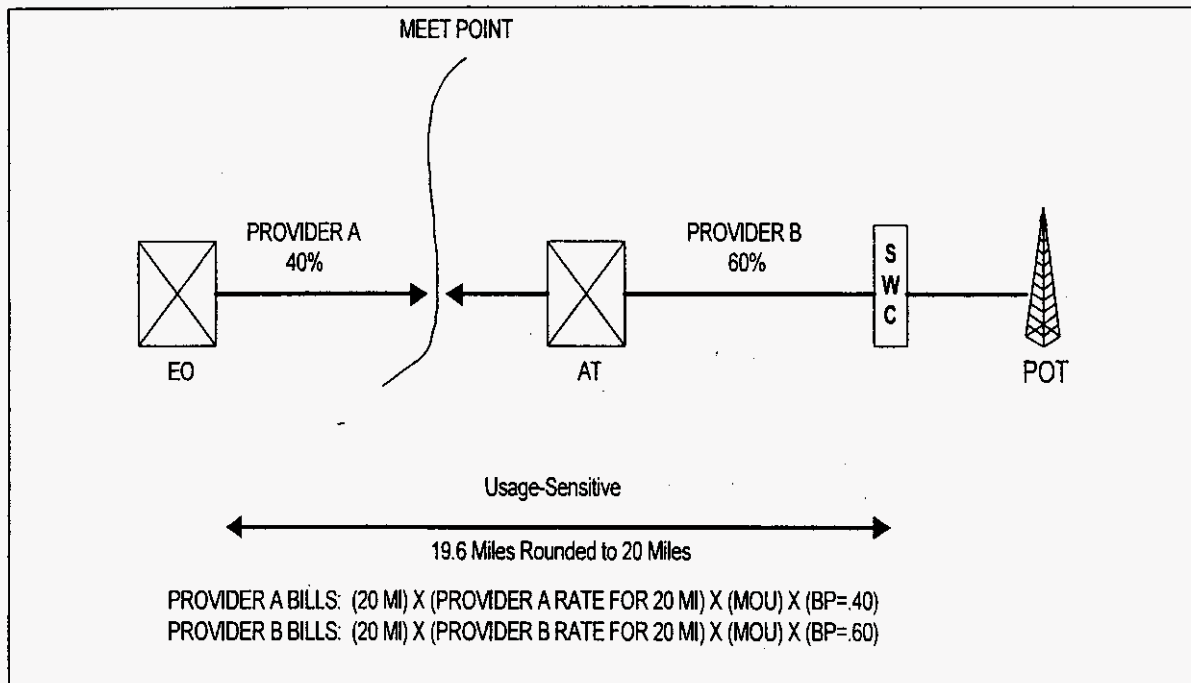 MEET POINT
PROVIDER A
40%
PROVIDER B
60%
S
W
C
EO
AT
POT
Usage-Sensitive
19.6 Miles Rounded to 20 Miles
PROVIDER A BILLS: (20 MI) X (PROVIDER A RATE FOR 20 MI) X (MOU) X (BP=.40)
PROVIDER B BILLS: (20 MI) X (PROVIDER B RATE FOR 20 MI) X (MOU) X (BP=.60)